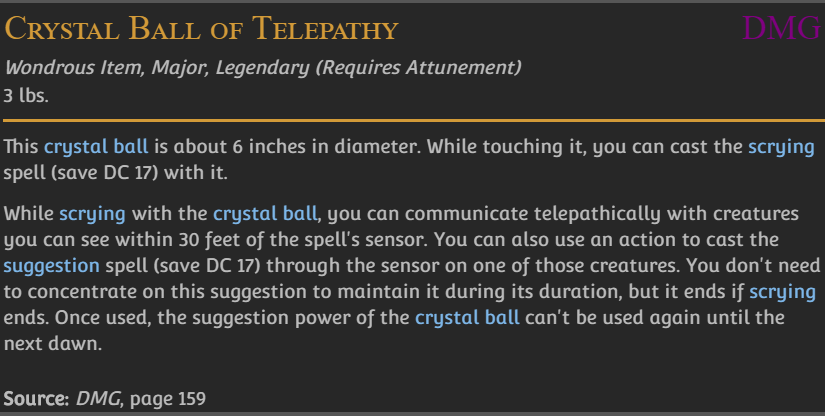 Crystal Ball of Telepathy DMG
Wondrous Item, Major, Legendary (Requires Attunement)
3 lbs.
This crystal ball is about 6 inches in diameter. While touching it, you can cast the scrying
spell (save DC 17) with it.
While scrying with the crystal ball, you can communicate telepathically with creatures
you can see within 30 feet of the spell's sensor. You can also use an action to cast the
suggestion spell (save DC 17) through the sensor on one of those creatures. You don't need
to concentrate on this suggestion to maintain it during its duration, but it ends if scrying
ends. Once used, the suggestion power of the crystal ball can't be used again until the
next dawn.
Source: DMG, page 159